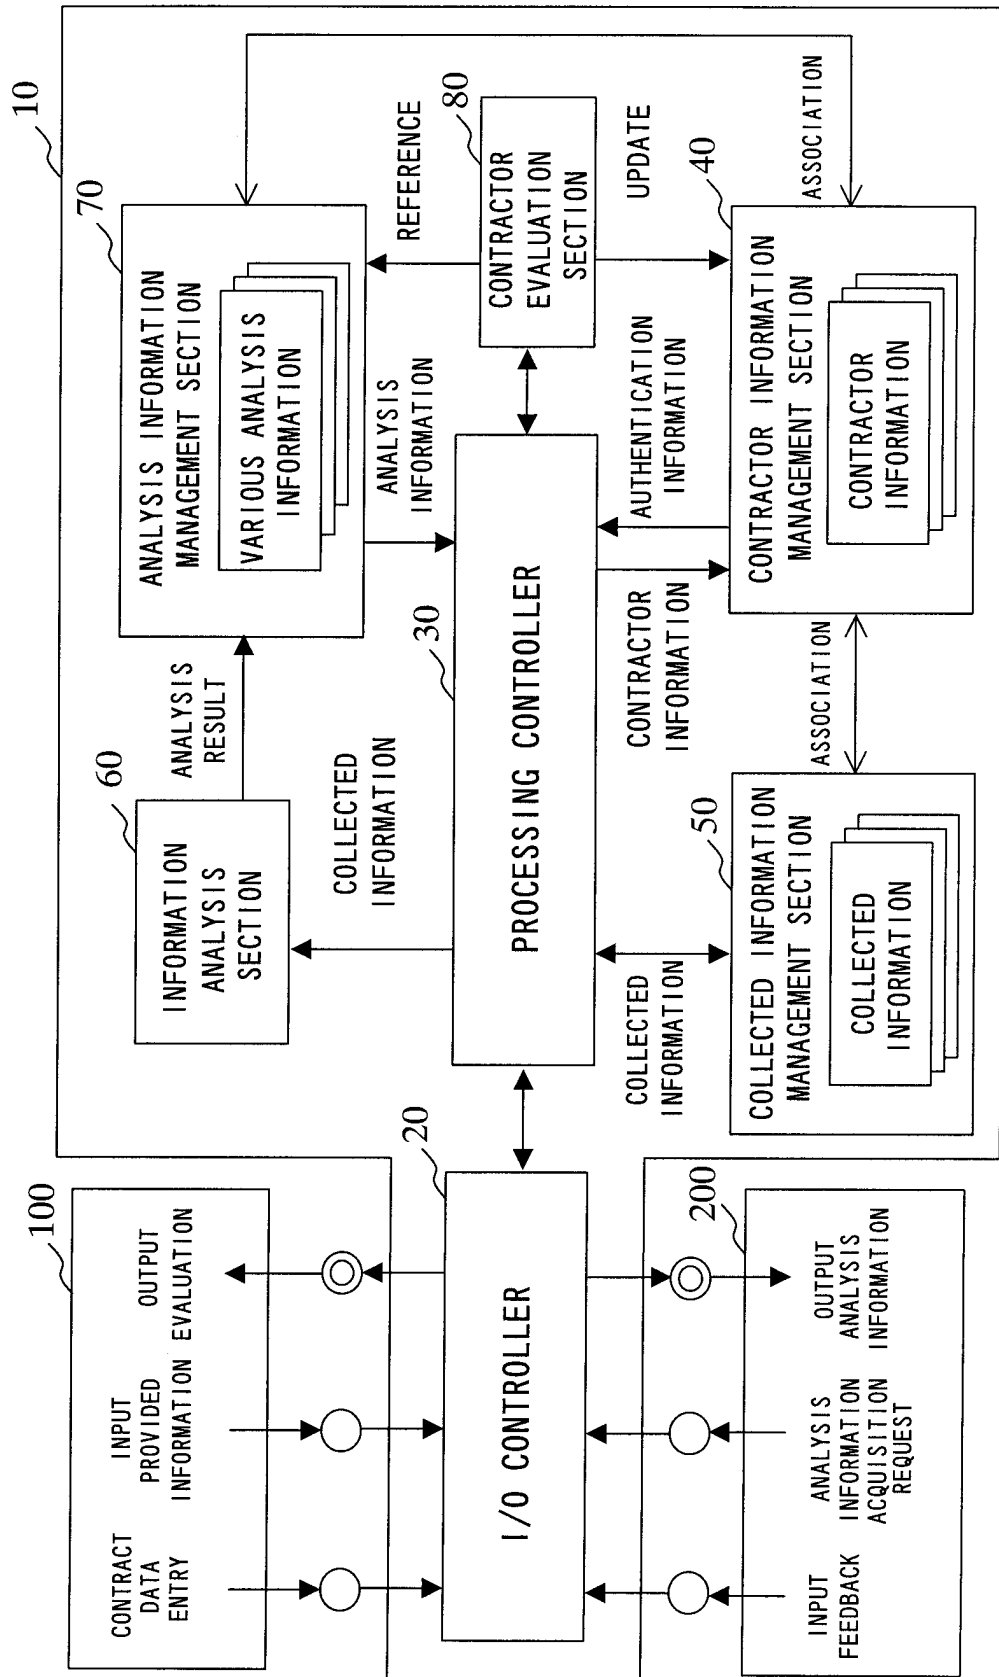 10
100
CONTRACT
DATA
ENTRY
INPUT
PROVIDED
INFORMATION
OUTPUT
EVALUATION
20
I/O CONTROLLER
200
INPUT
FEEDBACK
ANALYSIS
INFORMATION
ACQUISITION
REQUEST
OUTPUT
ANALYSIS
INFORMATION
60
INFORMATION
ANALYSIS
SECTION
ANALYSIS
RESULT
70
ANALYSIS INFORMATION
MANAGEMENT SECTION
VARIOUS ANALYSIS
INFORMATION
COLLECTED
INFORMATION
ANALYSIS
INFORMATION
REFERENCE
30
PROCESSING CONTROLLER
80
CONTRACTOR
EVALUATION
SECTION
COLLECTED
INFORMATION
CONTRACTOR
INFORMATION
AUTHENTICATION
INFORMATION
UPDATE
50
COLLECTED INFORMATION
MANAGEMENT SECTION
COLLECTED
INFORMATION
ASSOCIATION
40
CONTRACTOR INFORMATION
MANAGEMENT SECTION
CONTRACTOR
INFORMATION
ASSOCIATION